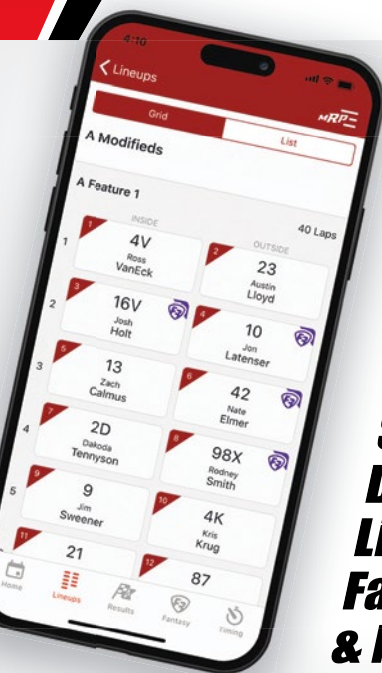 4:10
Lineups
MRP
Grid
List
A Modifieds
A Feature 1
40 Laps
INSIDE
OUTSIDE
1
1
4V
Ross
VanEck
2
23
Austin
Lloyd
2
3
16V
Josh
Holt
4
10
Jon
Latenser
3
5
13
Zach
Calmus
6
42
Nate
Elmer
4
7
2D
Dakoda
Tennyson
8
98X
Rodney
Smith
5
9
9
Jim
Sweener
10
4K
Kris
Krug
11
21
12
87
Home
Lineups
Results
Fantasy
Timing